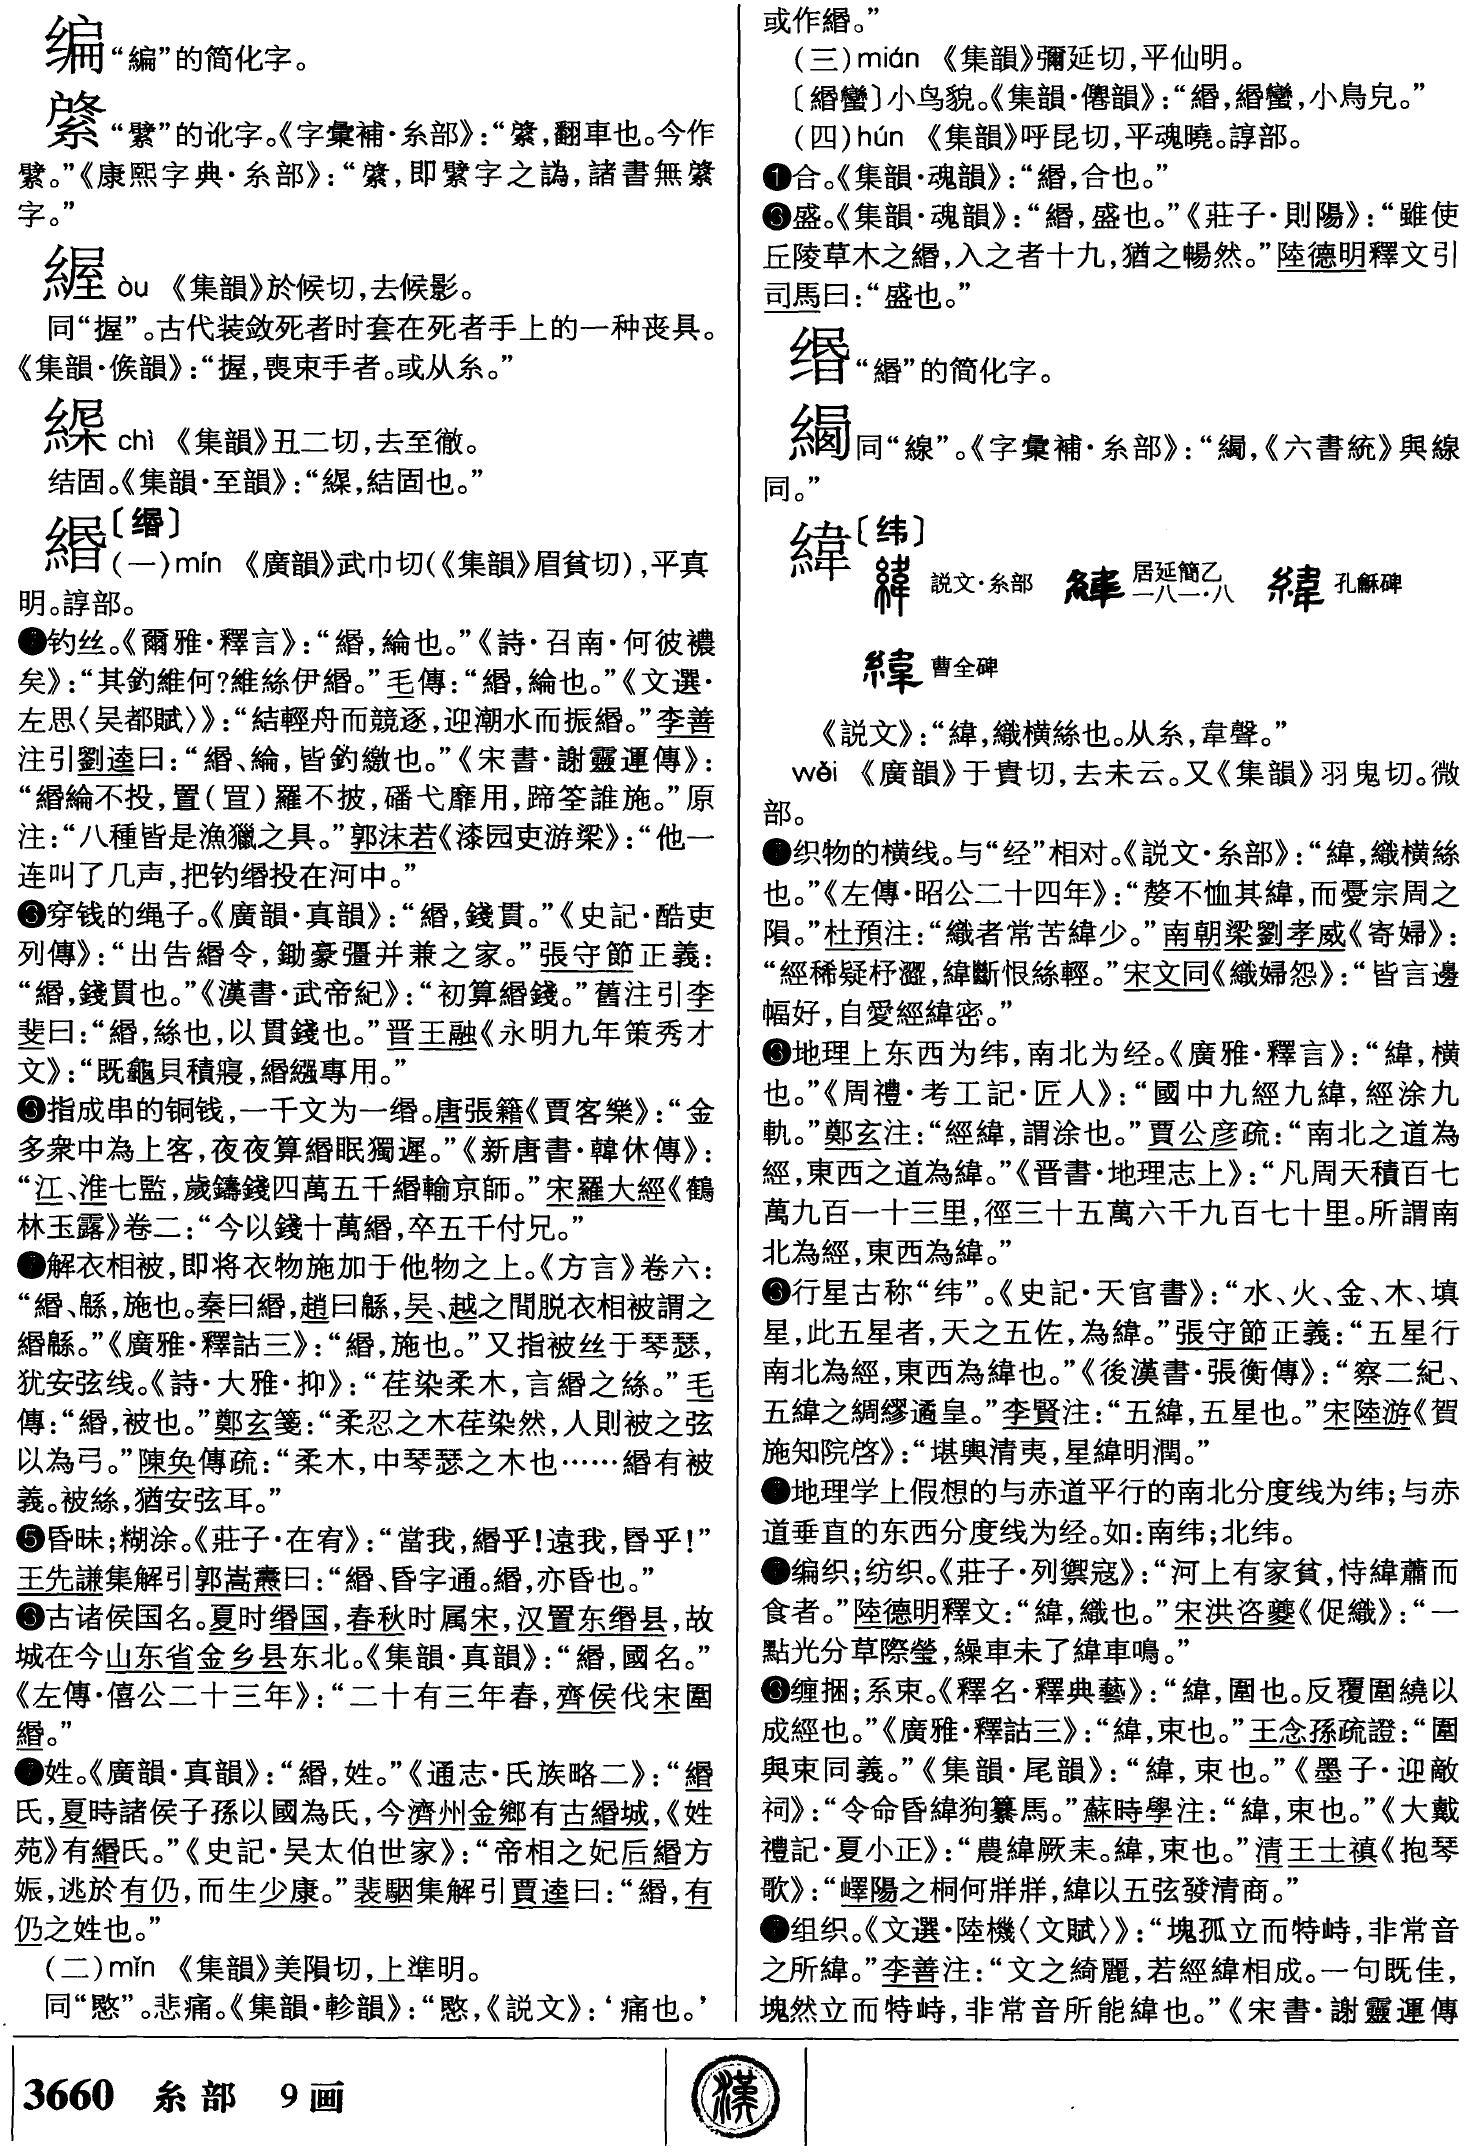 编 “編”的简化字。
綮 “繄”的讹字。《字彙補·糸部》：“綮，翻車也。今作
繄。”《康熙字典·糸部》：“綮，即繄字之譌，諸書無綮
字。”
緸 òu 《集韻》於候切，去候影。
同“握”。古代装敛死者时套在死者手上的一种丧具。
《集韻·㑋韻》：“握，喪束手者。或从糸。”
chì 《集韻》丑二切，去至徹。
结固。《集韻·至韻》：“，結固也。”
緡〔缗〕
（一）mín 《廣韻》武巾切（《集韻》眉貧切），平真
明。諄部。
❶钓丝。《爾雅·釋言》：“緡，綸也。”《詩·召南·何彼襛
矣》：“其釣維何?維絲伊緡。”毛傳：“緡，綸也。”《文選·
左思〈吴都賦〉》：“結輕舟而競逐，迎潮水而振緡。”李善
注引劉逵曰：“緡、綸，皆釣繳也。”《宋書·謝靈運傳》：
“緡綸不投，置（罝）羅不披，磻弋靡用，蹄筌誰施。”原
注：“八種皆是漁獵之具。”郭沫若《漆园吏游梁》：“他一
连叫了几声，把钓缗投在河中。”
❷穿钱的绳子。《廣韻·真韻》：“緡，錢貫。”《史記·酷吏
列傳》：“出告緡令，鋤豪彊并兼之家。”張守節正義：
“緡，錢貫也。”《漢書·武帝紀》：“初算緡錢。”舊注引李
斐曰：“緡，絲也，以貫錢也。”晋王融《永明九年策秀才
文》：“既龜貝積寢，緡繦專用。”
❸指成串的铜钱，一千文为一缗。唐張籍《賈客樂》：“金
多衆中為上客，夜夜算緡眠獨遲。”《新唐書·韓休傳》：
“江、淮七監，歲鑄錢四萬五千緡輸京師。”宋羅大經《鶴
林玉露》卷二：“今以錢十萬緡，卒五千付兄。”
❹解衣相被，即将衣物施加于他物之上。《方言》卷六：
“緡、緜，施也。秦曰緡，趙曰緜，吴、越之間脱衣相被謂之
緡緜。”《廣雅·釋詁三》：“緡，施也。”又指被丝于琴瑟，
犹安弦线。《詩·大雅·抑》：“荏染柔木，言緡之絲。”毛
傳：“緡，被也。”鄭玄箋：“柔忍之木荏染然，人則被之弦
以為弓。”陳奂傳疏：“柔木，中琴瑟之木也……緡有被
義。被絲，猶安弦耳。”
❺昏昧；糊涂。《莊子·在宥》：“當我，緡乎！遠我，昬乎！”
王先謙集解引郭嵩燾曰：“緡、昏字通。緡，亦昏也。”
❻古诸侯国名。夏时缗国，春秋时属宋，汉置东缗县，故
城在今山东省金乡县东北。《集韻·真韻》：“緡，國名。”
《左傳·僖公二十三年》：“二十有三年春，齊侯伐宋圍
緡。”
❼姓。《廣韻·真韻》：“緡，姓。”《通志·氏族略二》：“緡
氏，夏時諸侯子孫以國為氏，今濟州金鄉有古緡城，《姓
苑》有緡氏。”《史記·吴太伯世家》：“帝相之妃后緡方
娠，逃於有仍，而生少康。”裴駰集解引賈逵曰：“緡，有
仍之姓也。”
（二）mǐn 《集韻》美隕切，上準明。
同“愍”。悲痛。《集韻·軫韻》：“愍，《説文》：‘痛也。’
或作緡。”
（三）mián 《集韻》彌延切，平仙明。
〔緡蠻〕小鸟貌。《集韻·僊韻》：“緡，緡蠻，小鳥皃。”
（四）hún 《集韻》呼昆切，平魂曉。諄部。
❶合。《集韻·魂韻》：“緡，合也。”
❷盛。《集韻·魂韻》：“緡，盛也。”《莊子·則陽》：“雖使
丘陵草木之緡，入之者十九，猶之暢然。”陸德明釋文引
司馬曰：“盛也。”
缗 “緡”的简化字。
同“線”。《字彙補·糸部》：“，《六書統》與線
同。”
緯〔纬〕
緯 説文·糸部 緯 居延簡乙一八一·八 緯 孔龢碑
緯 曹全碑
《説文》：“緯，織横絲也。从糸，韋聲。”
wěi 《廣韻》于貴切，去未云。又《集韻》羽鬼切。微
部。
❶织物的横线。与“经”相对。《説文·糸部》：“緯，織横絲
也。”《左傳·昭公二十四年》：“嫠不恤其緯，而憂宗周之
隕。”杜預注：“織者常苦緯少。”南朝梁劉孝威《寄婦》：
“經稀疑杼澀，緯斷恨絲輕。”宋文同《織婦怨》：“皆言邊
幅好，自愛經緯密。”
❷地理上东西为纬，南北为经。《廣雅·釋言》：“緯，横
也。”《周禮·考工記·匠人》：“國中九經九緯，經涂九
軌。”鄭玄注：“經緯，謂涂也。”賈公彦疏：“南北之道為
經，東西之道為緯。”《晋書·地理志上》：“凡周天積百七
萬九百一十三里，徑三十五萬六千九百七十里。所謂南
北為經，東西為緯。”
❸行星古称“纬”。《史記·天官書》：“水、火、金、木、填
星，此五星者，天之五佐，為緯。”張守節正義：“五星行
南北為經，東西為緯也。”《後漢書·張衡傳》：“察二紀、
五緯之綢繆遹皇。”李賢注：“五緯，五星也。”宋陸游《賀
施知院啓》：“堪輿清夷，星緯明潤。”
❹地理学上假想的与赤道平行的南北分度线为纬；与赤
道垂直的东西分度线为经。如：南纬；北纬。
❺编织；纺织。《莊子·列禦寇》：“河上有家貧，恃緯蕭而
食者。”陸德明釋文：“緯，織也。”宋洪咨夔《促織》：“一
點光分草際螢，繰車未了緯車鳴。”
❻缠捆；系束。《釋名·釋典藝》：“緯，圍也。反覆圍繞以
成經也。”《廣雅·釋詁三》：“緯，束也。”王念孫疏證：“圍
與束同義。”《集韻·尾韻》：“緯，束也。”《墨子·迎敵
祠》：“令命昏緯狗纂馬。”蘇時學注：“緯，束也。”《大戴
禮記·夏小正》：“農緯厥耒。緯，束也。”清王士禛《抱琴
歌》：“嶧陽之桐何牂牂，緯以五弦發清商。”
❼组织。《文選·陸機〈文賦〉》：“塊孤立而特峙，非常音
之所緯。”李善注：“文之綺麗，若經緯相成。一句既佳，
塊然立而特峙，非常音所能緯也。”《宋書·謝靈運傳
3660 糸部 9画
漢